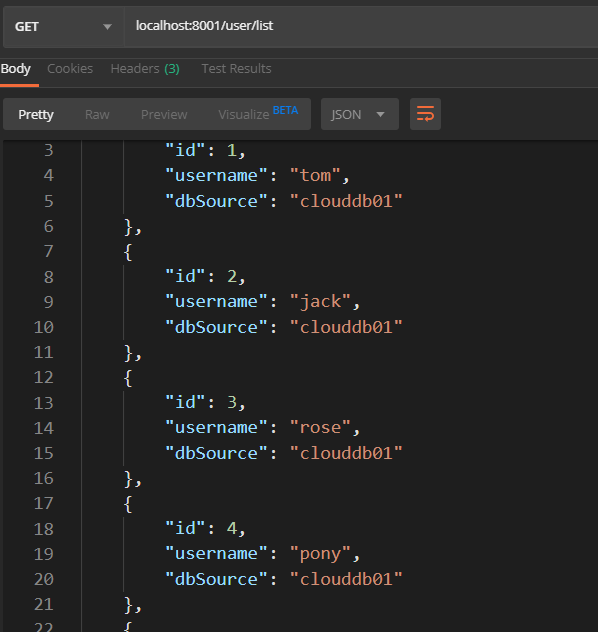 GET localhost:8001/user/list
Body Cookies Headers (3) Test Results
Pretty Raw Preview Visualize BETA JSON
3 "id": 1,
4 "username": "tom",
5 "dbSource": "clouddb01"
6 },
7 {
8 "id": 2,
9 "username": "jack",
10 "dbSource": "clouddb01"
11 },
12 {
13 "id": 3,
14 "username": "rose",
15 "dbSource": "clouddb01"
16 },
17 {
18 "id": 4,
19 "username": "pony",
20 "dbSource": "clouddb01"
21 },
22 {